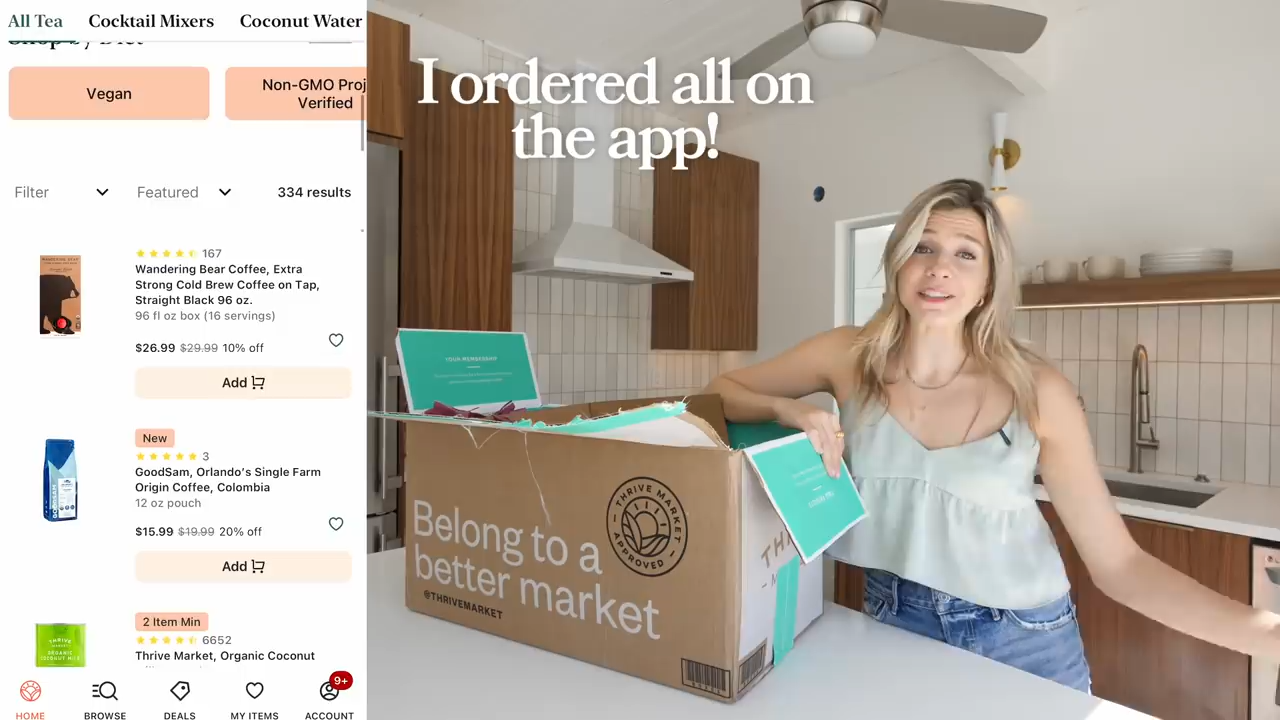 All Tea
Cocktail Mixers
Coconut Water
Shop by Diet
Vegan
Non-GMO Proj
Verified
Filter
Featured
334 results
167
Wandering Bear Coffee, Extra
Strong Cold Brew Coffee on Tap,
Straight Black 96 oz.
96 fl oz box (16 servings)
$26.99 $29.99 10% off
Add
New
3
GoodSam, Orlando's Single Farm
Origin Coffee, Colombia
12 oz pouch
$15.99 $19.99 20% off
Add
2 Item Min
6652
Thrive Market, Organic Coconut
HOME
BROWSE
DEALS
MY ITEMS
9+
ACCOUNT
I ordered all on
the app!
YOUR MEMBERSHIP
Belong to a
better market
@THRIVEMARKET
THRIVE MARKET
APPROVED